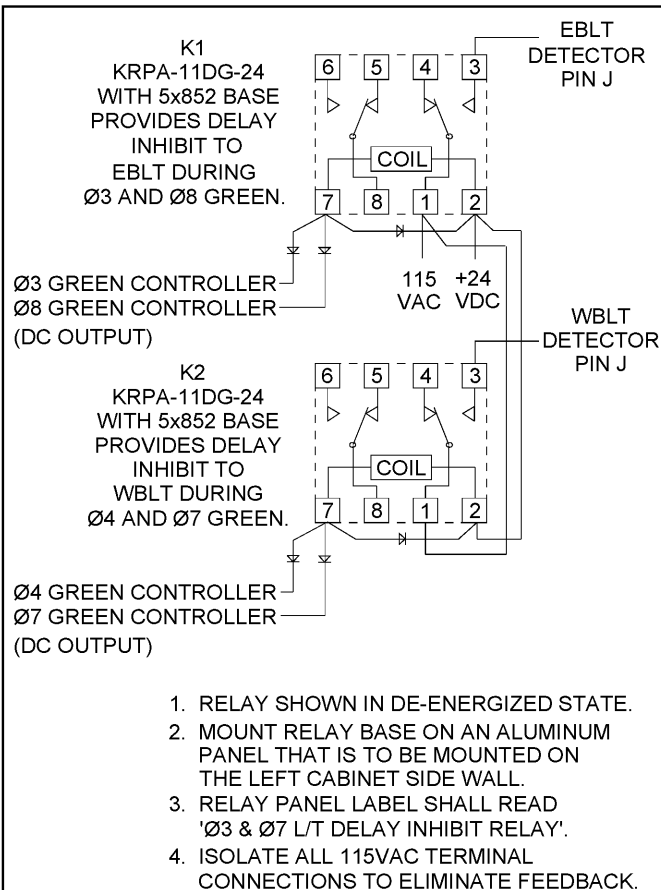 K1
KRPA-11DG-24
WITH 5x852 BASE
PROVIDES DELAY
INHIBIT TO
EBLT DURING
Ø3 AND Ø8 GREEN.
6 5 4 3
COIL
7 8 1 2
EBLT
DETECTOR
PIN J
Ø3 GREEN CONTROLLER
Ø8 GREEN CONTROLLER
(DC OUTPUT)
115
VAC
+24
VDC
K2
KRPA-11DG-24
WITH 5x852 BASE
PROVIDES DELAY
INHIBIT TO
WBLT DURING
Ø4 AND Ø7 GREEN.
6 5 4 3
COIL
7 8 1 2
WBLT
DETECTOR
PIN J
Ø4 GREEN CONTROLLER
Ø7 GREEN CONTROLLER
(DC OUTPUT)
1. RELAY SHOWN IN DE-ENERGIZED STATE.
2. MOUNT RELAY BASE ON AN ALUMINUM
PANEL THAT IS TO BE MOUNTED ON
THE LEFT CABINET SIDE WALL.
3. RELAY PANEL LABEL SHALL READ
'Ø3 & Ø7 L/T DELAY INHIBIT RELAY'.
4. ISOLATE ALL 115VAC TERMINAL
CONNECTIONS TO ELIMINATE FEEDBACK.